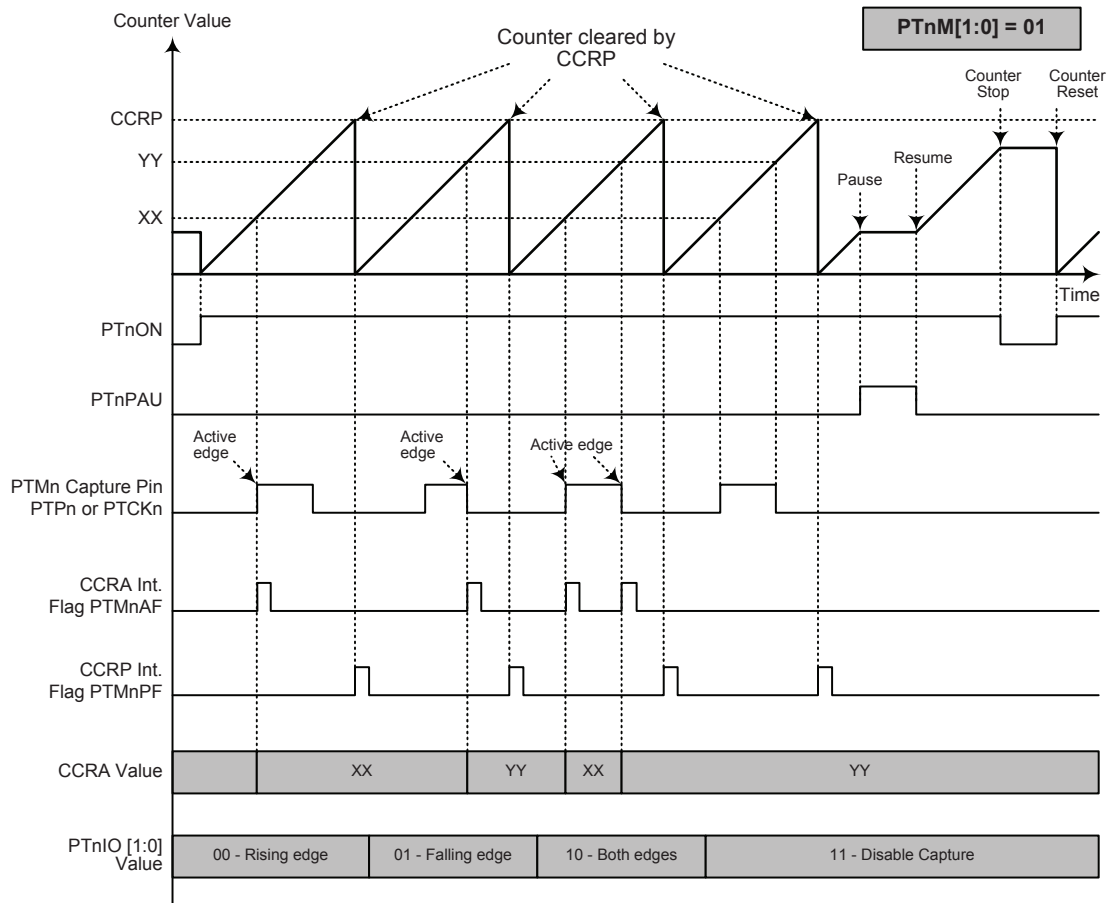 Counter Value
PTnM[1:0] = 01
Counter cleared by
CCRP
Counter
Stop
Counter
Reset
CCRP
YY
Resume
Pause
XX
Time
PTnON
PTnPAU
Active
edge
Active
edge
Active edge
PTMn Capture Pin
PTPn or PTCKn
CCRA Int.
Flag PTMnAF
CCRP Int.
Flag PTMnPF
CCRA Value
XX
YY
XX
YY
PTnIO [1:0]
Value
00 - Rising edge
01 - Falling edge
10 - Both edges
11 - Disable Capture